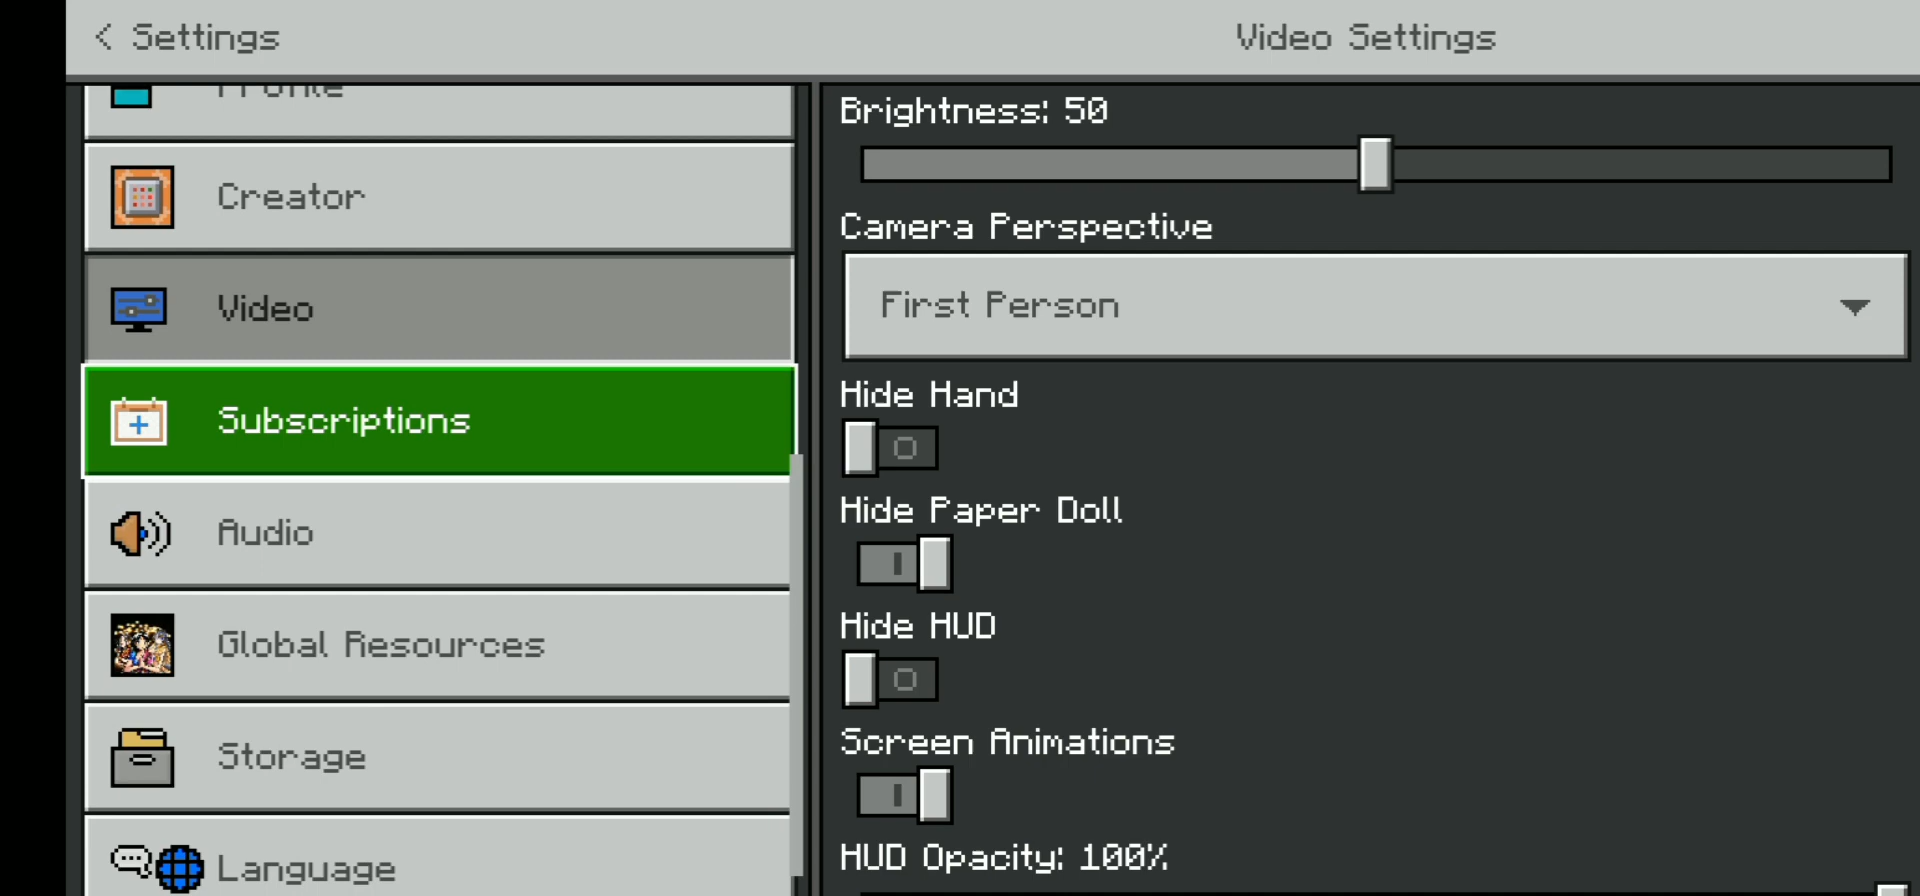 Settings
Video Settings
Profile
Creator
Video
Subscriptions
Audio
Global Resources
Storage
Language
Brightness: 50
Camera Perspective
First Person
Hide Hand
Hide Paper Doll
Hide HUD
Screen Animations
HUD Opacity: 100%